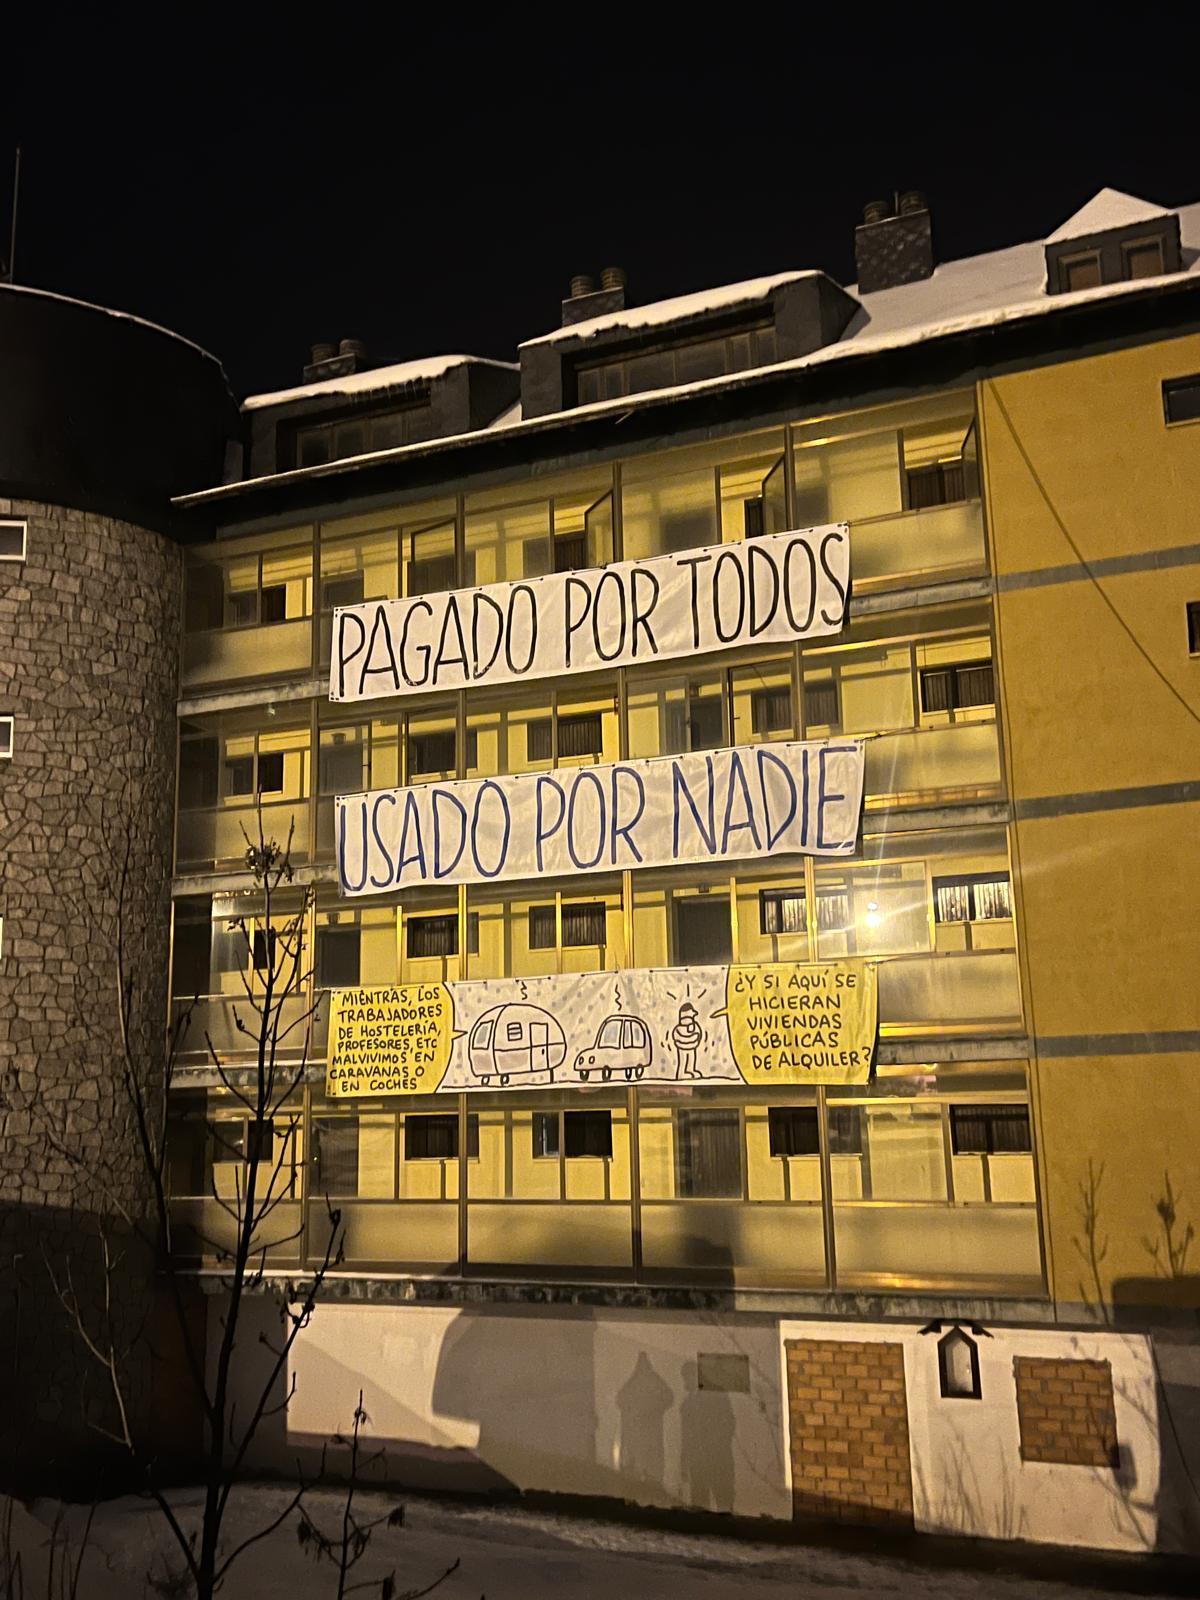 PAGADO POR TODOS
USADO POR NADIE
MIENTRAS, LOS
TRABAJADORES
DE HOSTELERÍA,
PROFESORES, ETC
MALVIVIMOS EN
CARAVANAS O
EN COCHES
¿Y SI AQUÍ SE
HICIERAN
VIVIENDAS
PÚBLICAS
DE ALQUILER?